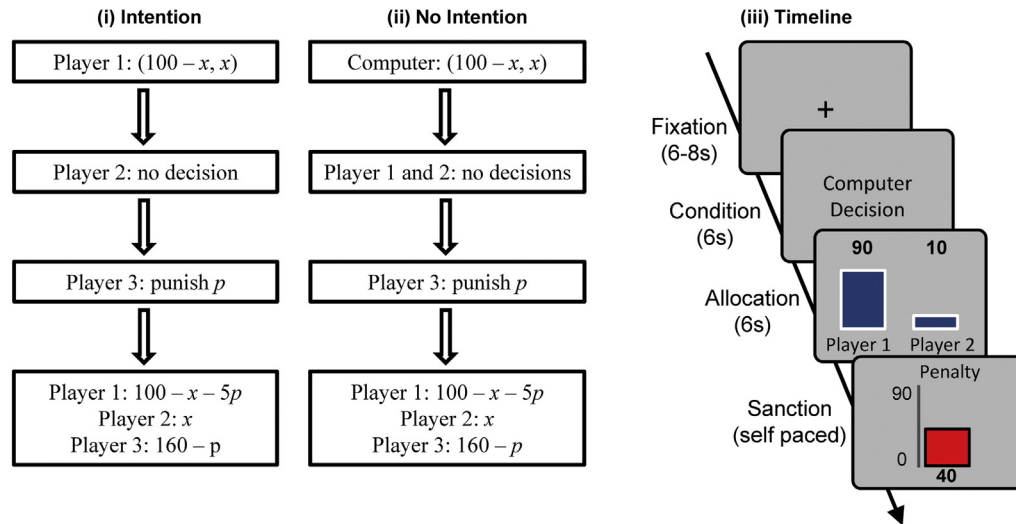 (i) Intention
Player 1: (100 – x, x)
Player 2: no decision
Player 3: punish p
Player 1: 100 – x – 5p
Player 2: x
Player 3: 160 – p
(ii) No Intention
Computer: (100 – x, x)
Player 1 and 2: no decisions
Player 3: punish p
Player 1: 100 – x – 5p
Player 2: x
Player 3: 160 – p
(iii) Timeline
Fixation
(6-8s)
+
Condition
(6s)
Computer
Decision
Allocation
(6s)
90 10
Player 1 Player 2
Sanction
(self paced)
Penalty
90
0
40